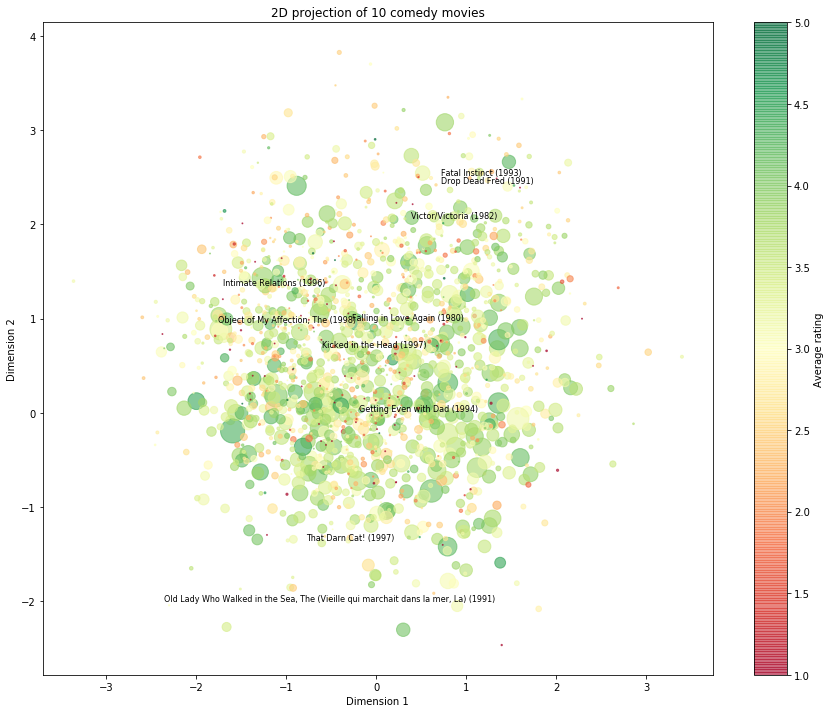 2D projection of 10 comedy movies
4
3
2
1
0
−1
−2
Dimension 2
Fatal Instinct (1993)
Drop Dead Fred (1991)
Victor/Victoria (1982)
Intimate Relations (1996)
Object of My Affection, The (1998)
Falling in Love Again (1980)
Kicked in the Head (1997)
Getting Even with Dad (1994)
That Darn Cat! (1997)
Old Lady Who Walked in the Sea, The (Vieille qui marchait dans la mer, La) (1991)
−3 −2 −1 0 1 2 3
Dimension 1
5.0
4.5
4.0
3.5
3.0
2.5
2.0
1.5
1.0
Average rating